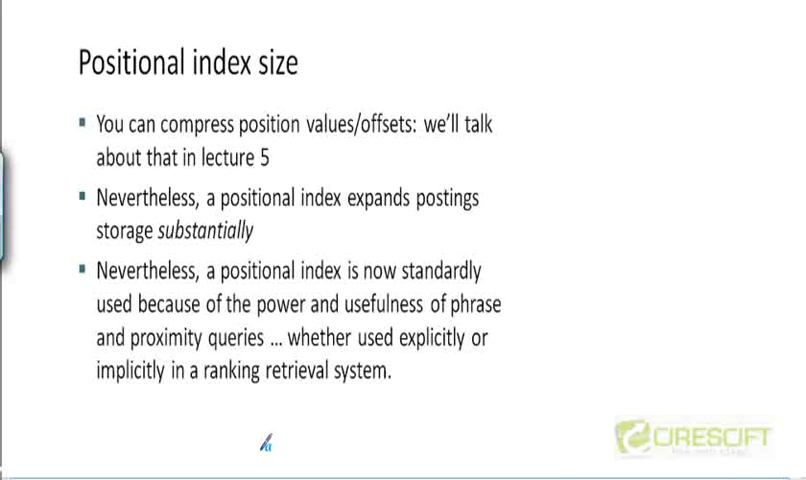 Positional index size
▪ You can compress position values/offsets: we'll talk
about that in lecture 5
▪ Nevertheless, a positional index expands postings
storage substantially
▪ Nevertheless, a positional index is now standardly
used because of the power and usefulness of phrase
and proximity queries ... whether used explicitly or
implicitly in a ranking retrieval system.
CIRESCIFT